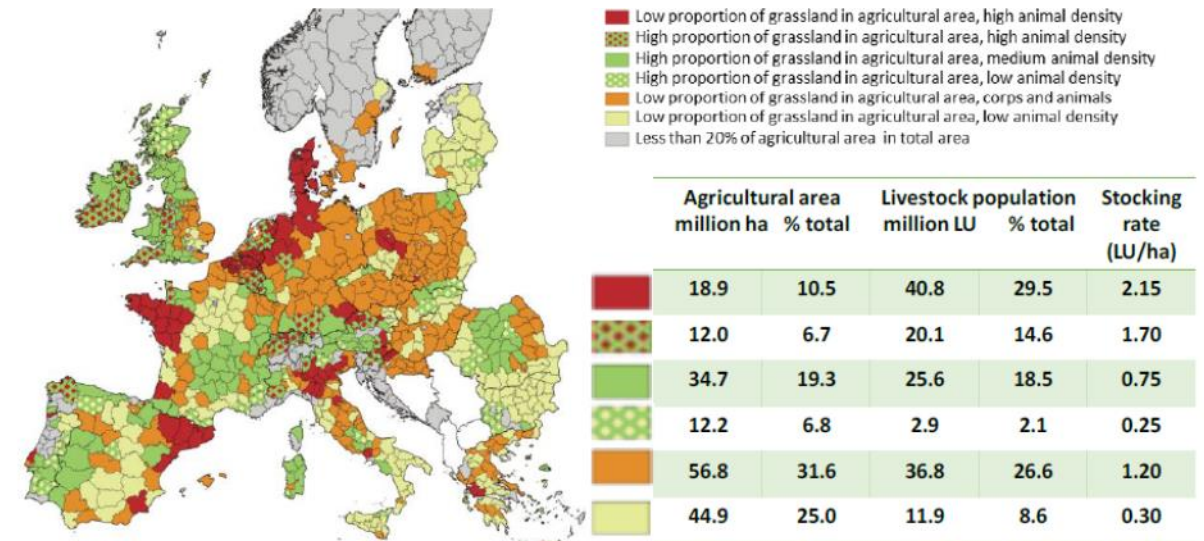 Low proportion of grassland in agricultural area, high animal density
High proportion of grassland in agricultural area, high animal density
High proportion of grassland in agricultural area, medium animal density
High proportion of grassland in agricultural area, low animal density
Low proportion of grassland in agricultural area, corps and animals
Low proportion of grassland in agricultural area, low animal density
Less than 20% of agricultural area in total area
Agricultural area Livestock population Stocking
million ha % total million LU % total rate
(LU/ha)
18.9 10.5 40.8 29.5 2.15
12.0 6.7 20.1 14.6 1.70
34.7 19.3 25.6 18.5 0.75
12.2 6.8 2.9 2.1 0.25
56.8 31.6 36.8 26.6 1.20
44.9 25.0 11.9 8.6 0.30